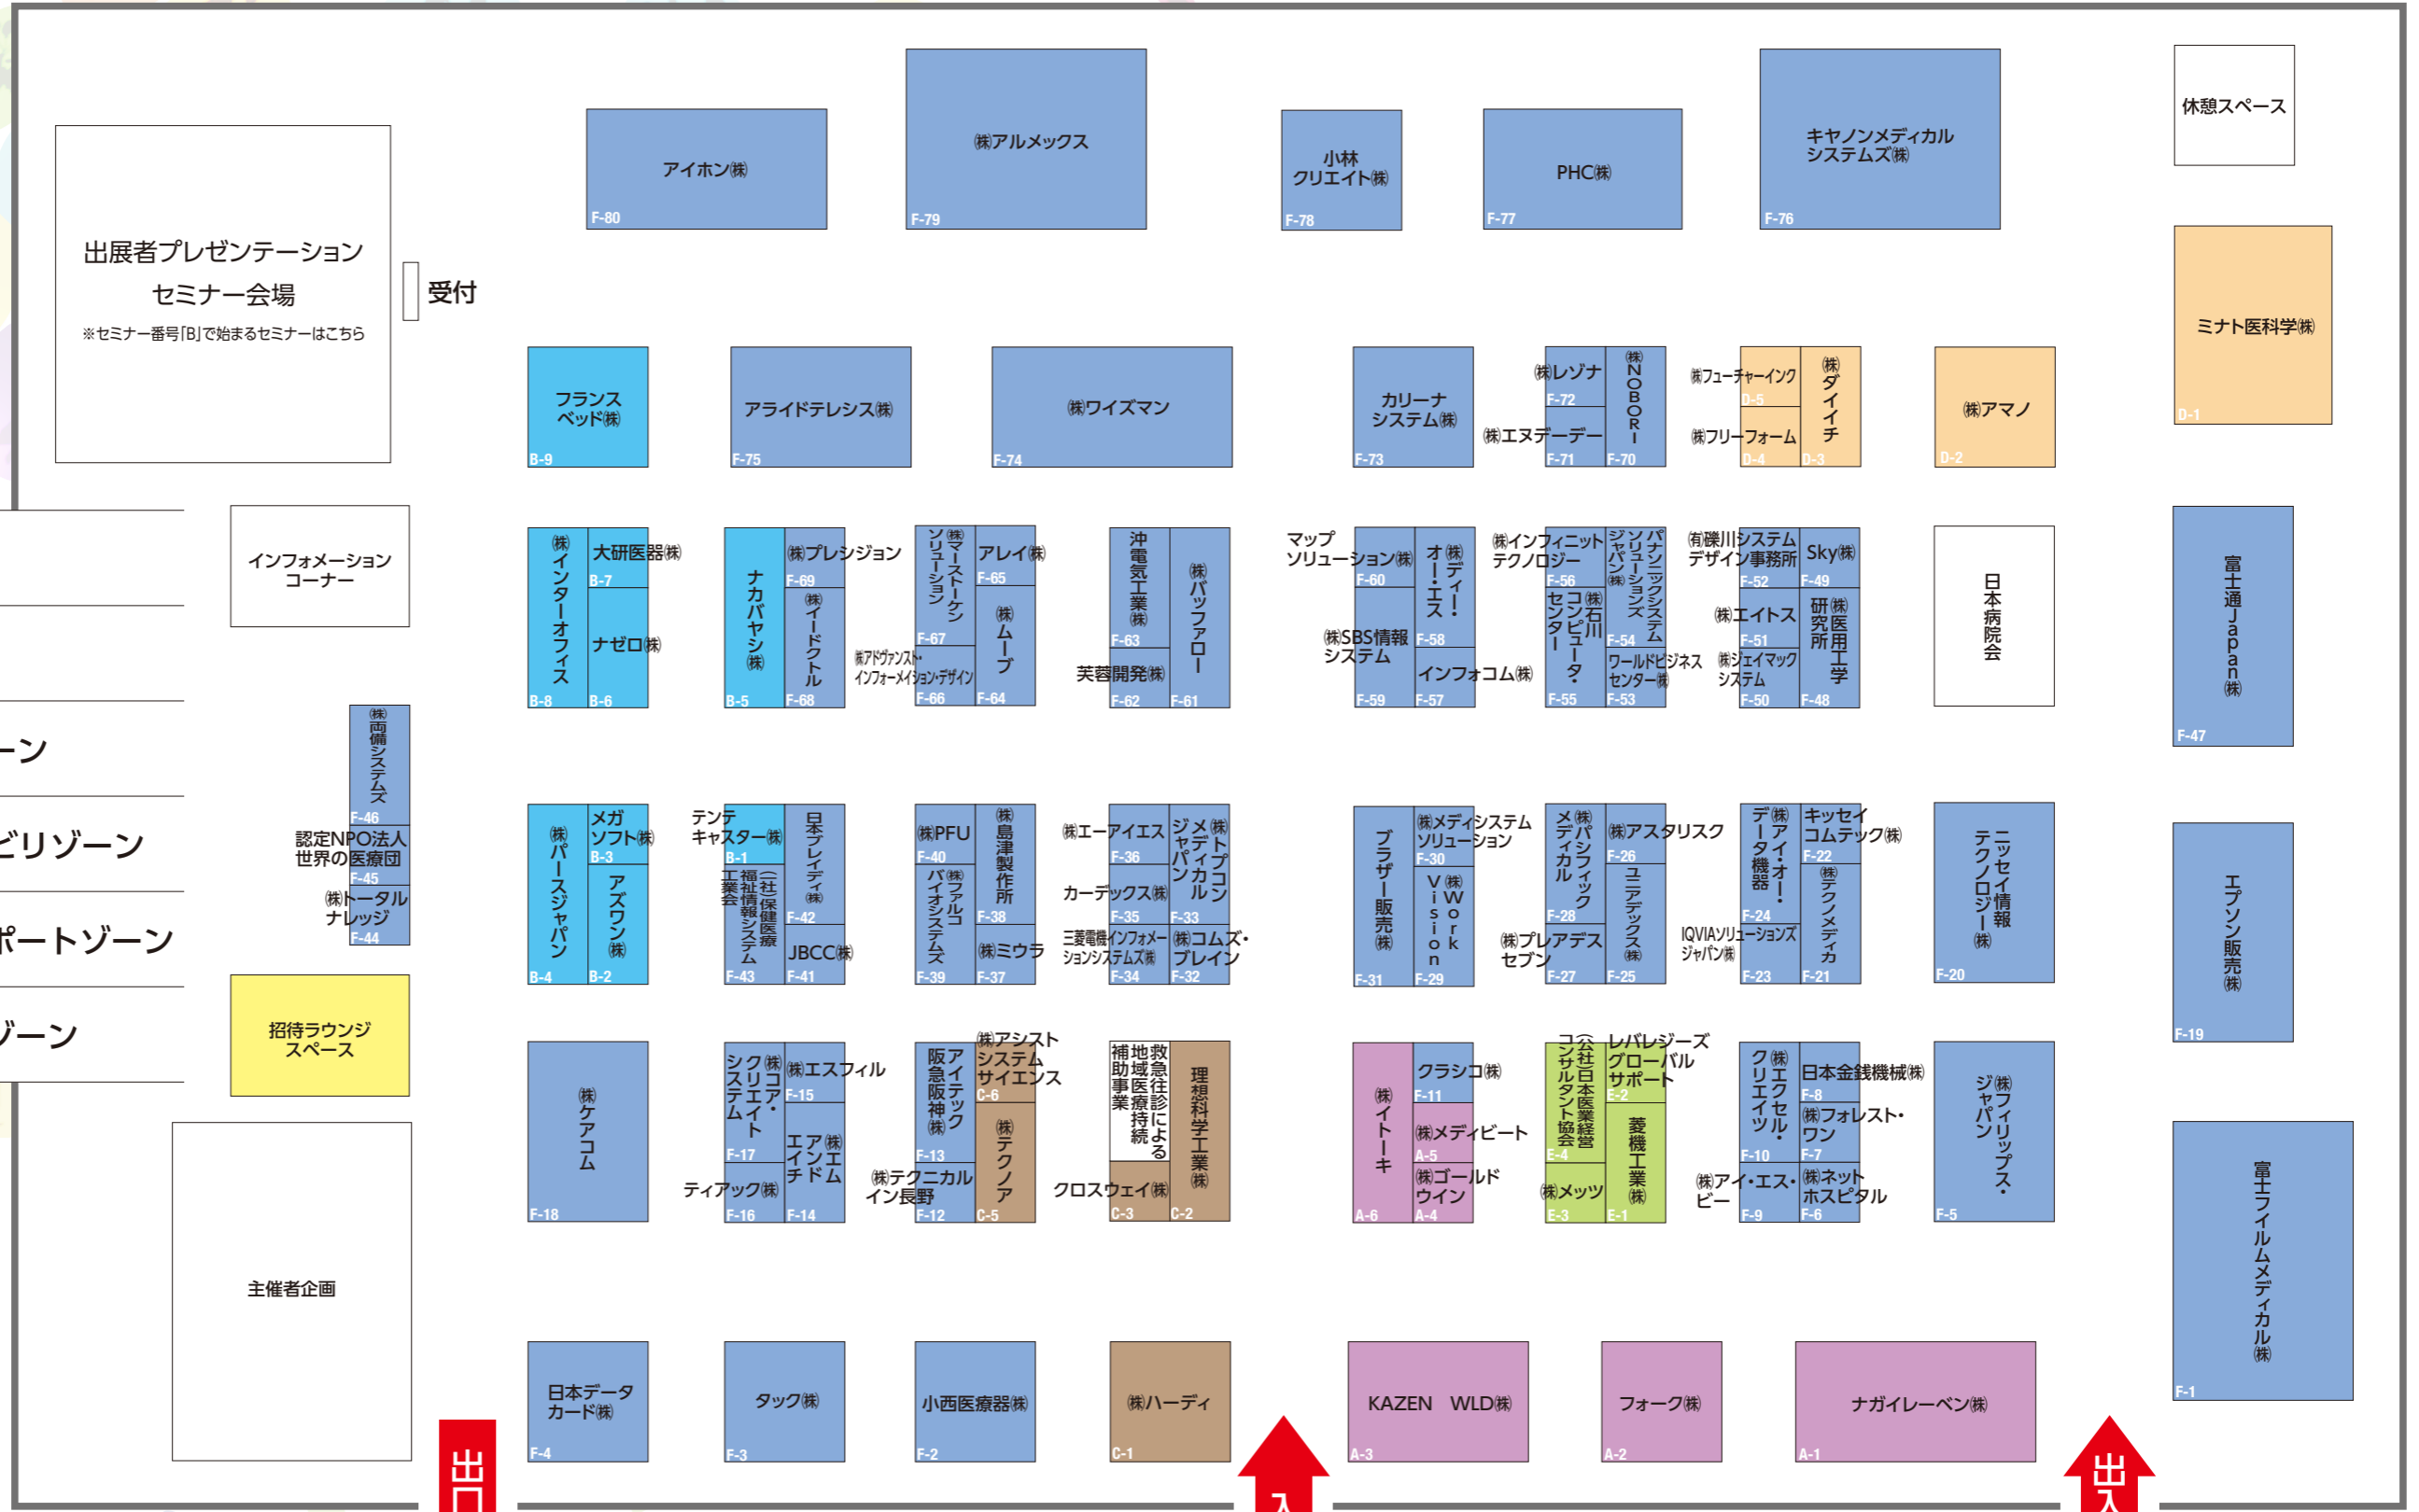 休憩スペース
アイホン㈱
F-80
㈱アルメックス
F-79
小林
クリエイト㈱
F-78
PHC㈱
F-77
キヤノンメディカル
システムズ㈱
F-76
出展者プレゼンテーション
セミナー会場
※セミナー番号「B」で始まるセミナーはこちら
受付
ミナト医科学㈱
D-1
フランス
ベッド㈱
B-9
アライドテレシス㈱
F-75
㈱ワイズマン
F-74
カリーナ
システム㈱
F-73
㈱レゾナ
F-72
㈱エヌデーデー
F-71
㈱NOBORI
F-70
㈱フューチャーインク
D-5
㈱フリーフォーム
D-4
㈱ダイイチ
D-3
㈱アマノ
D-2
インフォメーション
コーナー
㈱インターオフィス
B-8
大研医器㈱
B-7
ナゼロ㈱
B-6
ナカバヤシ㈱
B-5
㈱プレシジョン
F-69
㈱イードクトル
F-68
㈱マーストーケン
ソリューション
F-67
㈱アドヴァンスト・
インフォーメイション・デザイン
F-66
アレイ㈱
F-65
㈱ムーブ
F-64
沖電気工業㈱
F-63
芙蓉開発㈱
F-62
㈱バッファロー
F-61
マップ
ソリューション㈱
F-60
㈱SBS情報
システム
F-59
㈱ディー・
オー・エス
F-58
インフォコム㈱
F-57
㈱インフィニット
テクノロジー
F-56
㈱石川
コンピュータ・
センター
F-55
パナソニックシステム
ソリューションズ
ジャパン㈱
F-54
ワールドビジネス
センター㈱
F-53
㈲礫川システム
デザイン事務所
F-52
㈱エイトス
F-51
㈱ジェイマック
システム
F-50
Sky㈱
F-49
㈱医用工学
研究所
F-48
日本病院会
富士通Japan㈱
F-47
㈱両備システムズ
F-46
認定NPO法人
世界の医療団
F-45
㈱トータル
ナレッジ
F-44
ーン
ビリゾーン
ポートゾーン
ゾーン
㈱パースジャパン
B-4
メガ
ソフト㈱
B-3
アズワン㈱
B-2
テンテ
キャスター㈱
B-1
(社)保健医療
福祉情報システム
工業会
F-43
日本ブレイディ㈱
F-42
JBCC㈱
F-41
㈱PFU
F-40
㈱ファルコ
バイオシステムズ
F-39
㈱島津製作所
F-38
㈱ミウラ
F-37
㈱エーアイエス
F-36
カーデックス㈱
F-35
三菱電機インフォメー
ションシステムズ㈱
F-34
㈱トプコン
メディカル
ジャパン
F-33
㈱コムズ・
ブレイン
F-32
ブラザー販売㈱
F-31
㈱メディシステム
ソリューション
F-30
㈱Work
Vision
F-29
㈱パシフィック
メディカル
F-28
㈱プレアデス
セブン
F-27
㈱アスタリスク
F-26
ユニアデックス㈱
F-25
㈱アイ・オー・
データ機器
F-24
IQVIAソリューションズ
ジャパン㈱
F-23
キッセイ
コムテック㈱
F-22
㈱テクノメディカ
F-21
ニッセイ情報
テクノロジー㈱
F-20
エプソン販売㈱
F-19
招待ラウンジ
スペース
㈱ケアコム
F-18
㈱コア・
クリエイト
システム
F-17
ティアック㈱
F-16
㈱エスフィル
F-15
㈱エム
アンド
エイチ
F-14
アイテック
阪急阪神㈱
F-13
㈱テクニカル
イン長野
F-12
㈱アシスト
システム
サイエンス
C-6
㈱テクノア
C-5
救急往診による
地域医療持続
補助事業
クロスウェイ㈱
C-3
理想科学工業㈱
C-2
㈱イトーキ
A-6
クラシコ㈱
F-11
㈱メディビート
A-5
㈱ゴールド
ウイン
A-4
(公社)日本医業経営
コンサルタント協会
E-4
㈱メッツ
E-3
レバレジーズ
グローバル
サポート
E-2
菱機工業㈱
E-1
㈱エクセル・
クリエイツ
F-10
㈱アイ・エス・
ビー
F-9
日本金銭機械㈱
F-8
㈱フォレスト・
ワン
F-7
㈱ネット
ホスピタル
F-6
㈱フィリップス・
ジャパン
F-5
富士フイルムメディカル㈱
F-1
主催者企画
日本データ
カード㈱
F-4
タック㈱
F-3
小西医療器㈱
F-2
㈱ハーディ
C-1
KAZEN　WLD㈱
A-3
フォーク㈱
A-2
ナガイレーベン㈱
A-1
出口
入
出入